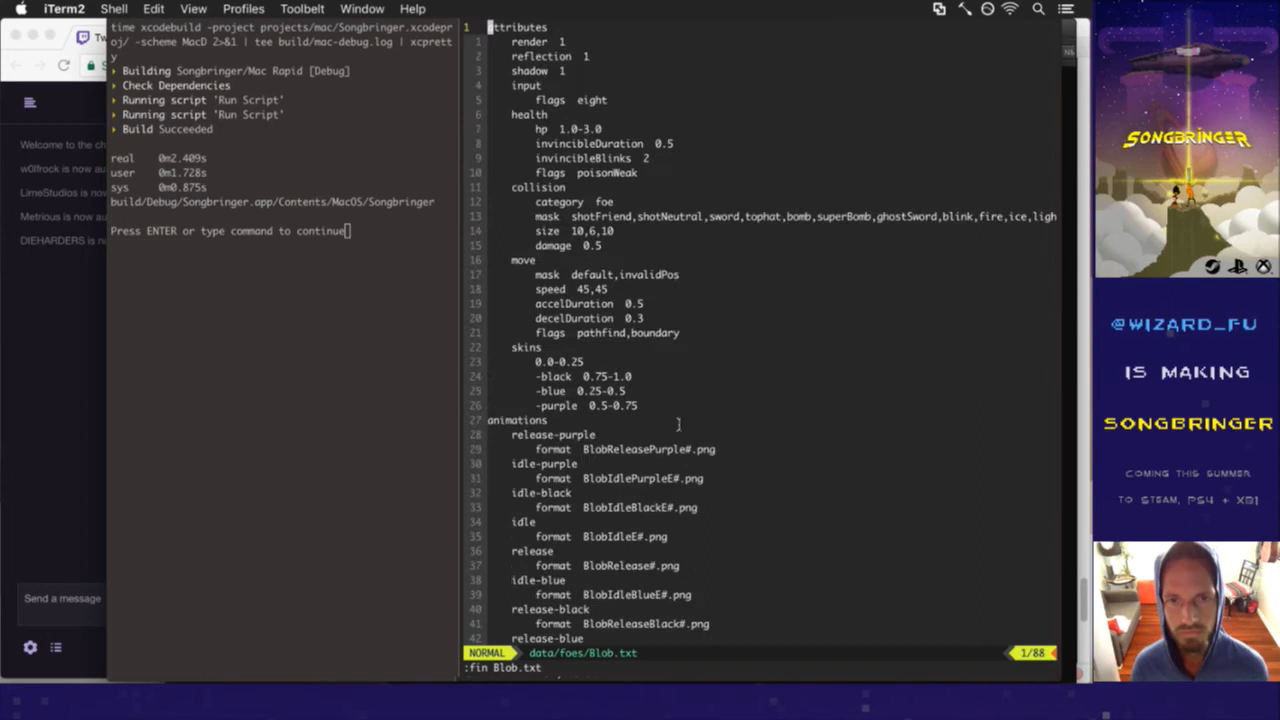 iTerm2 Shell Edit View Profiles Toolbelt Window Help
Tw
Welcome to the ch
w0lfrock is now au
LimeStudios is now
Metrious is now au
DIEHARDERS is n
Send a message
time xcodebuild -project projects/mac/Songbringer.xcodepr
oj/ -scheme MacD 2>&1 | tee build/mac-debug.log | xcprett
y
Building Songbringer/Mac Rapid [Debug]
Check Dependencies
Running script 'Run Script'
Running script 'Run Script'
Build Succeeded
real 0m2.409s
user 0m1.728s
sys 0m0.875s
build/Debug/Songbringer.app/Contents/MacOS/Songbringer
Press ENTER or type command to continue
1 attributes
1 render 1
2 reflection 1
3 shadow 1
4 input
5 flags eight
6 health
7 hp 1.0-3.0
8 invincibleDuration 0.5
9 invincibleBlinks 2
10 flags poisonWeak
11 collision
12 category foe
13 mask shotFriend,shotNeutral,sword,tophat,bomb,superBomb,ghostSword,blink,fire,ice,ligh
14 size 10,6,10
15 damage 0.5
16 move
17 mask default,invalidPos
18 speed 45,45
19 accelDuration 0.5
20 decelDuration 0.3
21 flags pathfind,boundary
22 skins
23 0.0-0.25
24 -black 0.75-1.0
25 -blue 0.25-0.5
26 -purple 0.5-0.75
27 animations
28 release-purple
29 format BlobReleasePurple#.png
30 idle-purple
31 format BlobIdlePurpleE#.png
32 idle-black
33 format BlobIdleBlackE#.png
34 idle
35 format BlobIdleE#.png
36 release
37 format BlobRelease#.png
38 idle-blue
39 format BlobIdleBlueE#.png
40 release-black
41 format BlobReleaseBlack#.png
42 release-blue
NORMAL data/foes/Blob.txt 1/88
:fin Blob.txt
SONGBRINGER
@WIZARD_FU
IS MAKING
SONGBRINGER
COMING THIS SUMMER
TO STEAM, PS4 + XB1